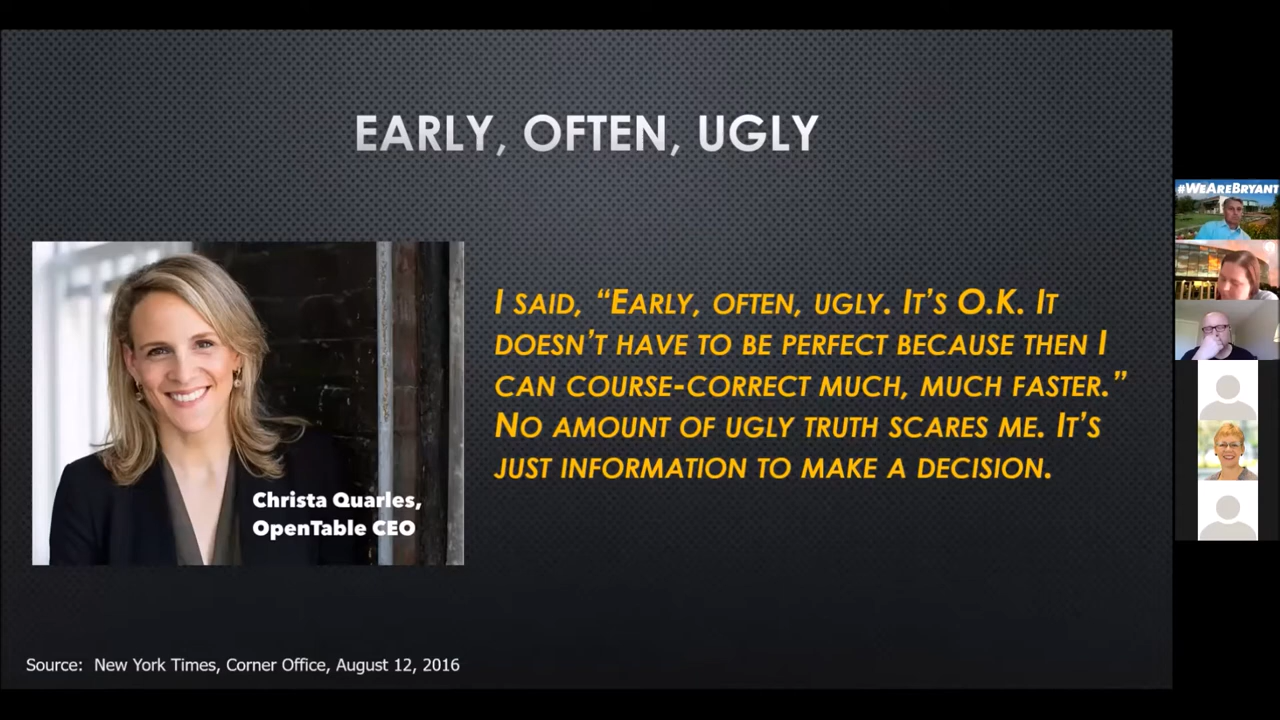 EARLY, OFTEN, UGLY
#WEAREBRYANT
I SAID, “EARLY, OFTEN, UGLY. IT’S O.K. IT
DOESN’T HAVE TO BE PERFECT BECAUSE THEN I
CAN COURSE-CORRECT MUCH, MUCH FASTER.”
NO AMOUNT OF UGLY TRUTH SCARES ME. IT’S
JUST INFORMATION TO MAKE A DECISION.
Christa Quarles,
OpenTable CEO
Source: New York Times, Corner Office, August 12, 2016